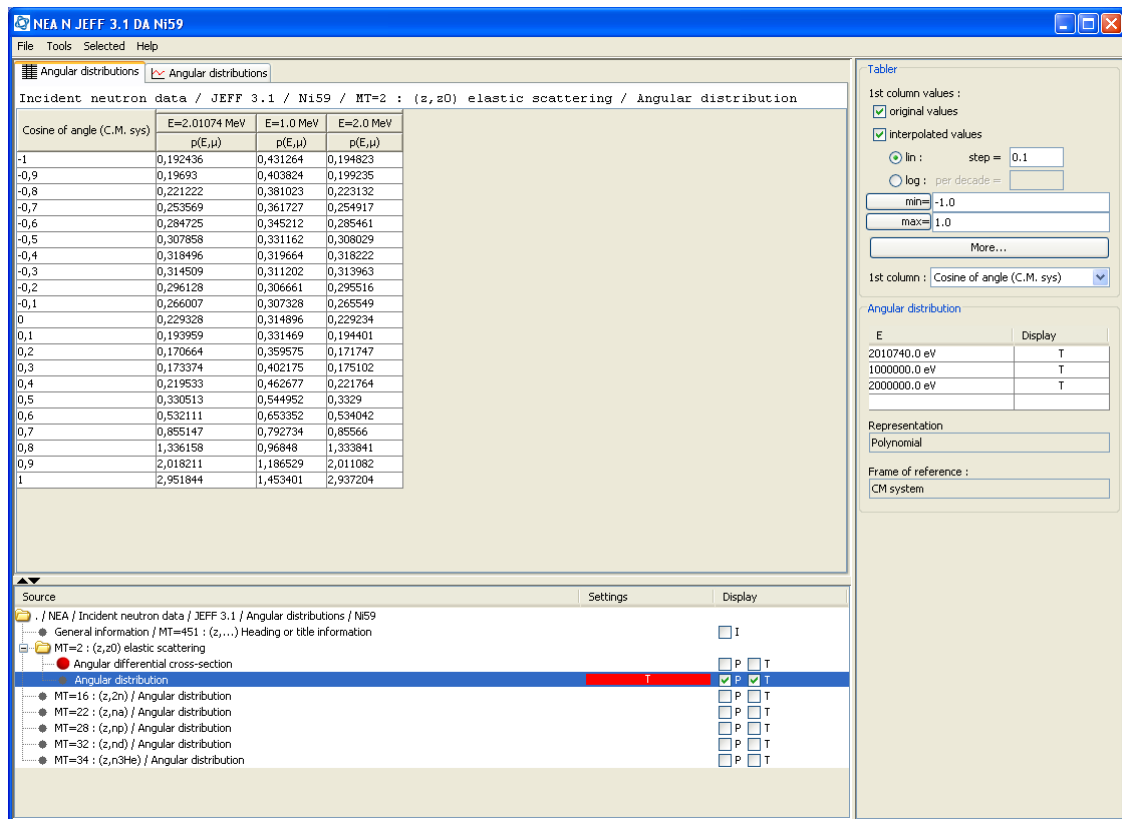 NEA N JEFF 3.1 DA Ni59
File Tools Selected Help
Angular distributions Angular distributions
Incident neutron data / JEFF 3.1 / Ni59 / MT=2 : (z,z0) elastic scattering / Angular distribution
Cosine of angle (C.M. sys) E=2.01074 MeV E=1.0 MeV E=2.0 MeV
p(E,μ) p(E,μ) p(E,μ)
-1 0,192436 0,431264 0,194823
-0,9 0,19693 0,403824 0,199235
-0,8 0,221222 0,381023 0,223132
-0,7 0,253569 0,361727 0,254917
-0,6 0,284725 0,345212 0,285461
-0,5 0,307858 0,331162 0,308029
-0,4 0,318496 0,319664 0,318222
-0,3 0,314509 0,311202 0,313963
-0,2 0,296128 0,306661 0,295516
-0,1 0,266007 0,307328 0,265549
0 0,229328 0,314896 0,229234
0,1 0,193959 0,331469 0,194401
0,2 0,170664 0,359575 0,171747
0,3 0,173374 0,402175 0,175102
0,4 0,219533 0,462677 0,221764
0,5 0,330513 0,544952 0,3329
0,6 0,532111 0,653352 0,534042
0,7 0,855147 0,792734 0,85566
0,8 1,336158 0,96848 1,333841
0,9 2,018211 1,186529 2,011082
1 2,951844 1,453401 2,937204
Tabler
1st column values :
original values
interpolated values
lin : step = 0.1
log : per decade =
min= -1.0
max= 1.0
More...
1st column : Cosine of angle (C.M. sys)
Angular distribution
E Display
2010740.0 eV T
1000000.0 eV T
2000000.0 eV T
Representation
Polynomial
Frame of reference :
CM system
Source Settings Display
. / NEA / Incident neutron data / JEFF 3.1 / Angular distributions / Ni59
General information / MT=451 : (z,...) Heading or title information I
MT=2 : (z,z0) elastic scattering
Angular differential cross-section P T
Angular distribution T P T
MT=16 : (z,2n) / Angular distribution P T
MT=22 : (z,na) / Angular distribution P T
MT=28 : (z,np) / Angular distribution P T
MT=32 : (z,nd) / Angular distribution P T
MT=34 : (z,n3He) / Angular distribution P T